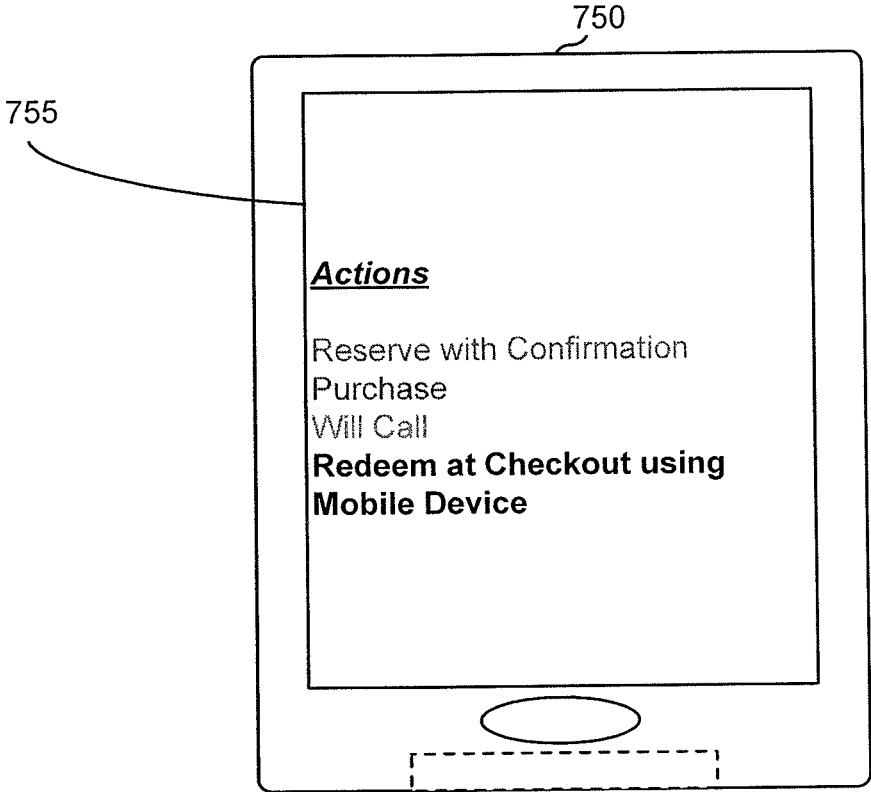 750
755
Actions
Reserve with Confirmation
Purchase
Will Call
Redeem at Checkout using
Mobile Device